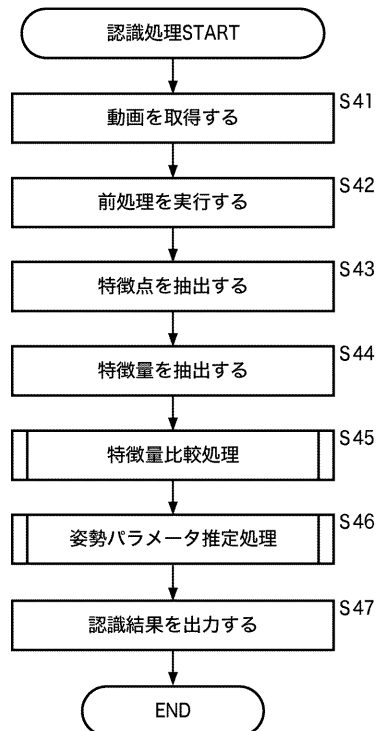 認識処理START
S41
動画を取得する
S42
前処理を実行する
S43
特徴点を抽出する
S44
特徴量を抽出する
S45
特徴量比較処理
S46
姿勢パラメータ推定処理
S47
認識結果を出力する
END